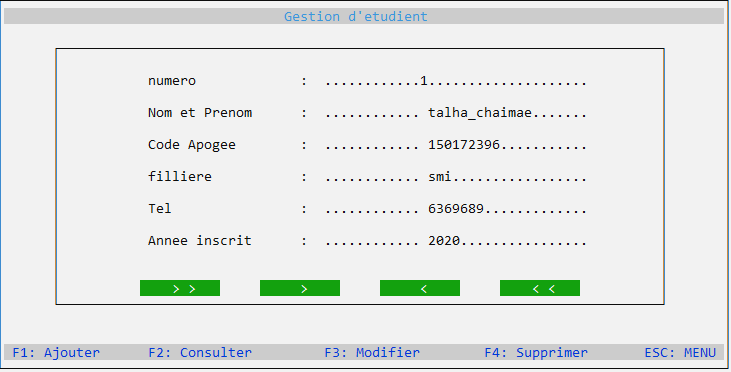 Gestion d'etudient
numero : ............1....................
Nom et Prenom : ............ talha_chaimae.......
Code Apogee : ............ 150172396...........
filliere : ............ smi.................
Tel : ............ 6369689.............
Annee inscrit : ............ 2020................
> > > < < <
F1: Ajouter F2: Consulter F3: Modifier F4: Supprimer ESC: MENU